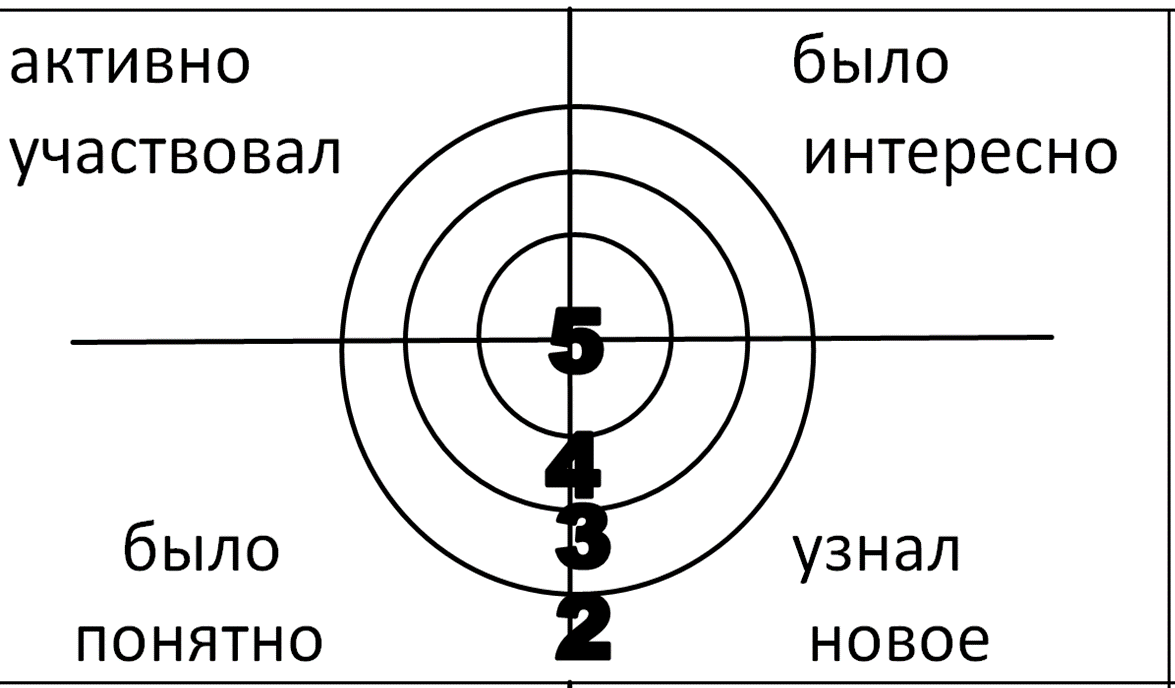 активно
участвовал
было
интересно
5
4
3
2
было
понятно
узнал
новое